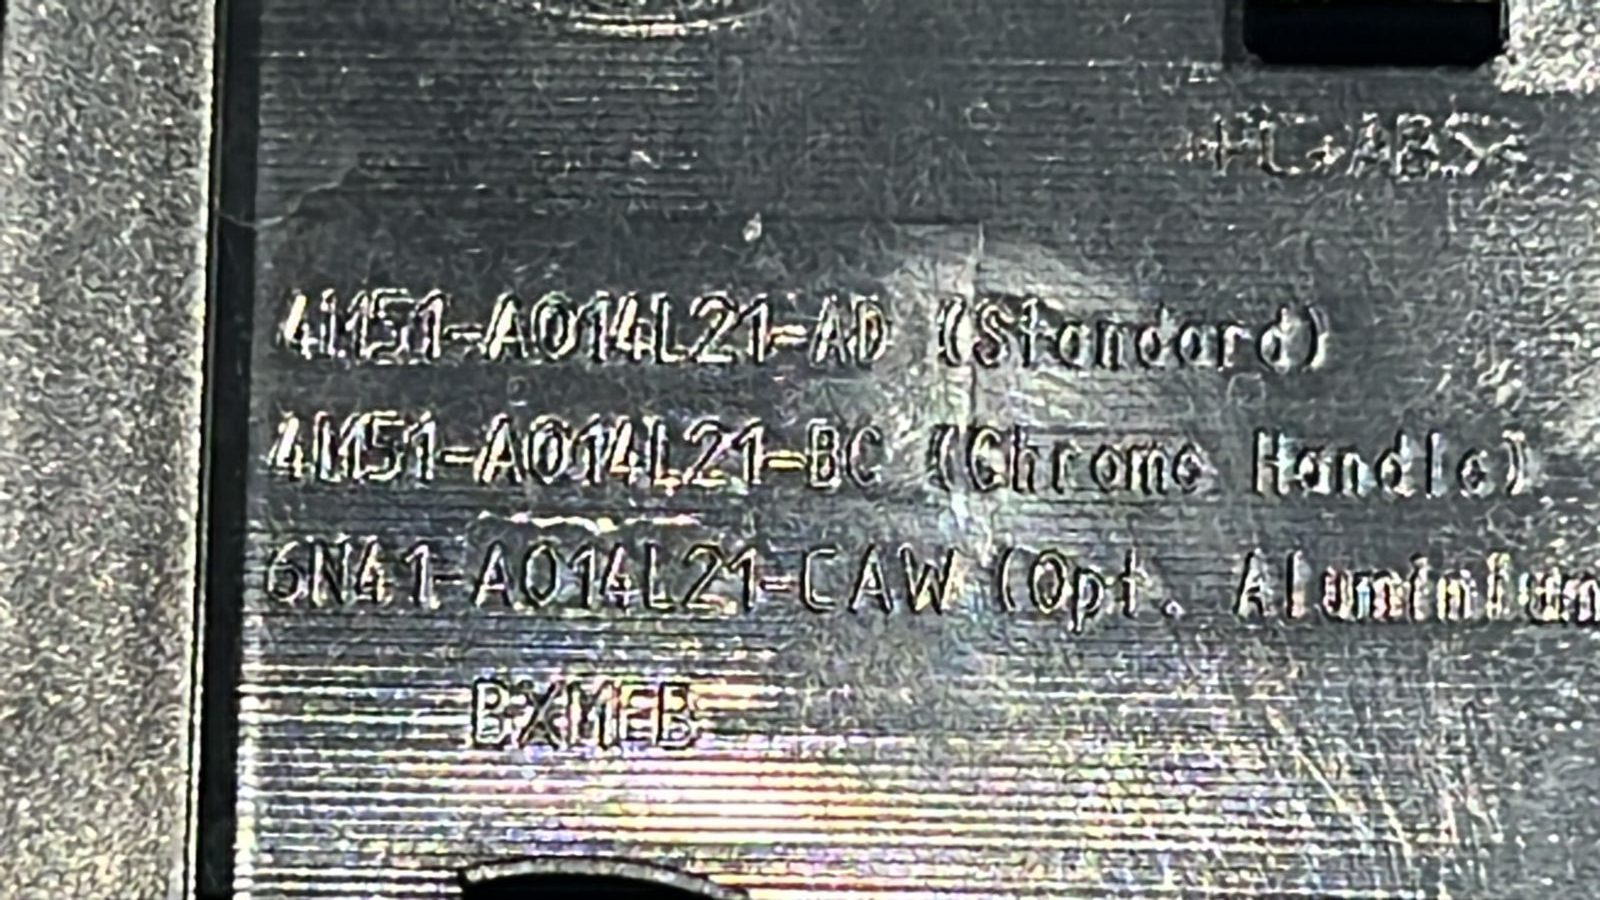 >PC+ABS<
4M51-A014L21-AD (Standard)
4M51-A014L21-BC (Chrome Handle)
6N41-A014L21-CAW (Opt. Aluminium
BXMEB